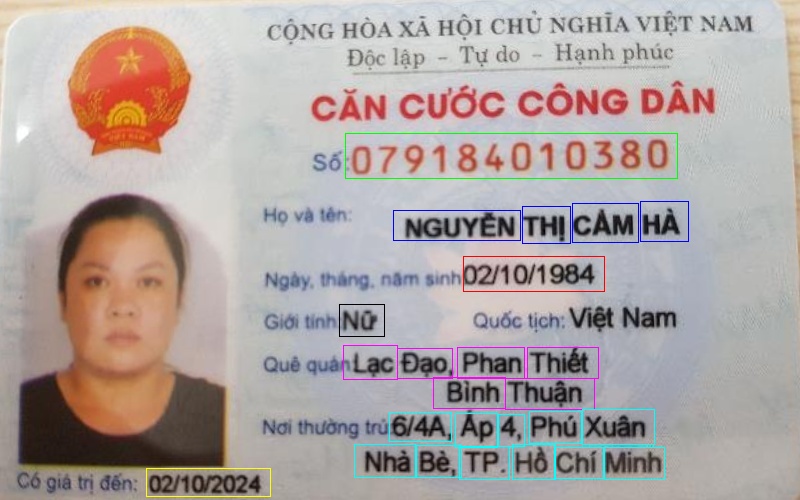 CỘNG HÒA XÃ HỘI CHỦ NGHĨA VIỆT NAM
Độc lập - Tự do - Hạnh phúc
CĂN CƯỚC CÔNG DÂN
Số: 079184010380
Họ và tên: NGUYỄN THỊ CẨM HÀ
Ngày, tháng, năm sinh: 02/10/1984
Giới tính: Nữ Quốc tịch: Việt Nam
Quê quán: Lạc Đạo, Phan Thiết
Bình Thuận
Nơi thường trú: 6/4A, Ấp 4, Phú Xuân
Nhà Bè, TP. Hồ Chí Minh
Có giá trị đến: 02/10/2024